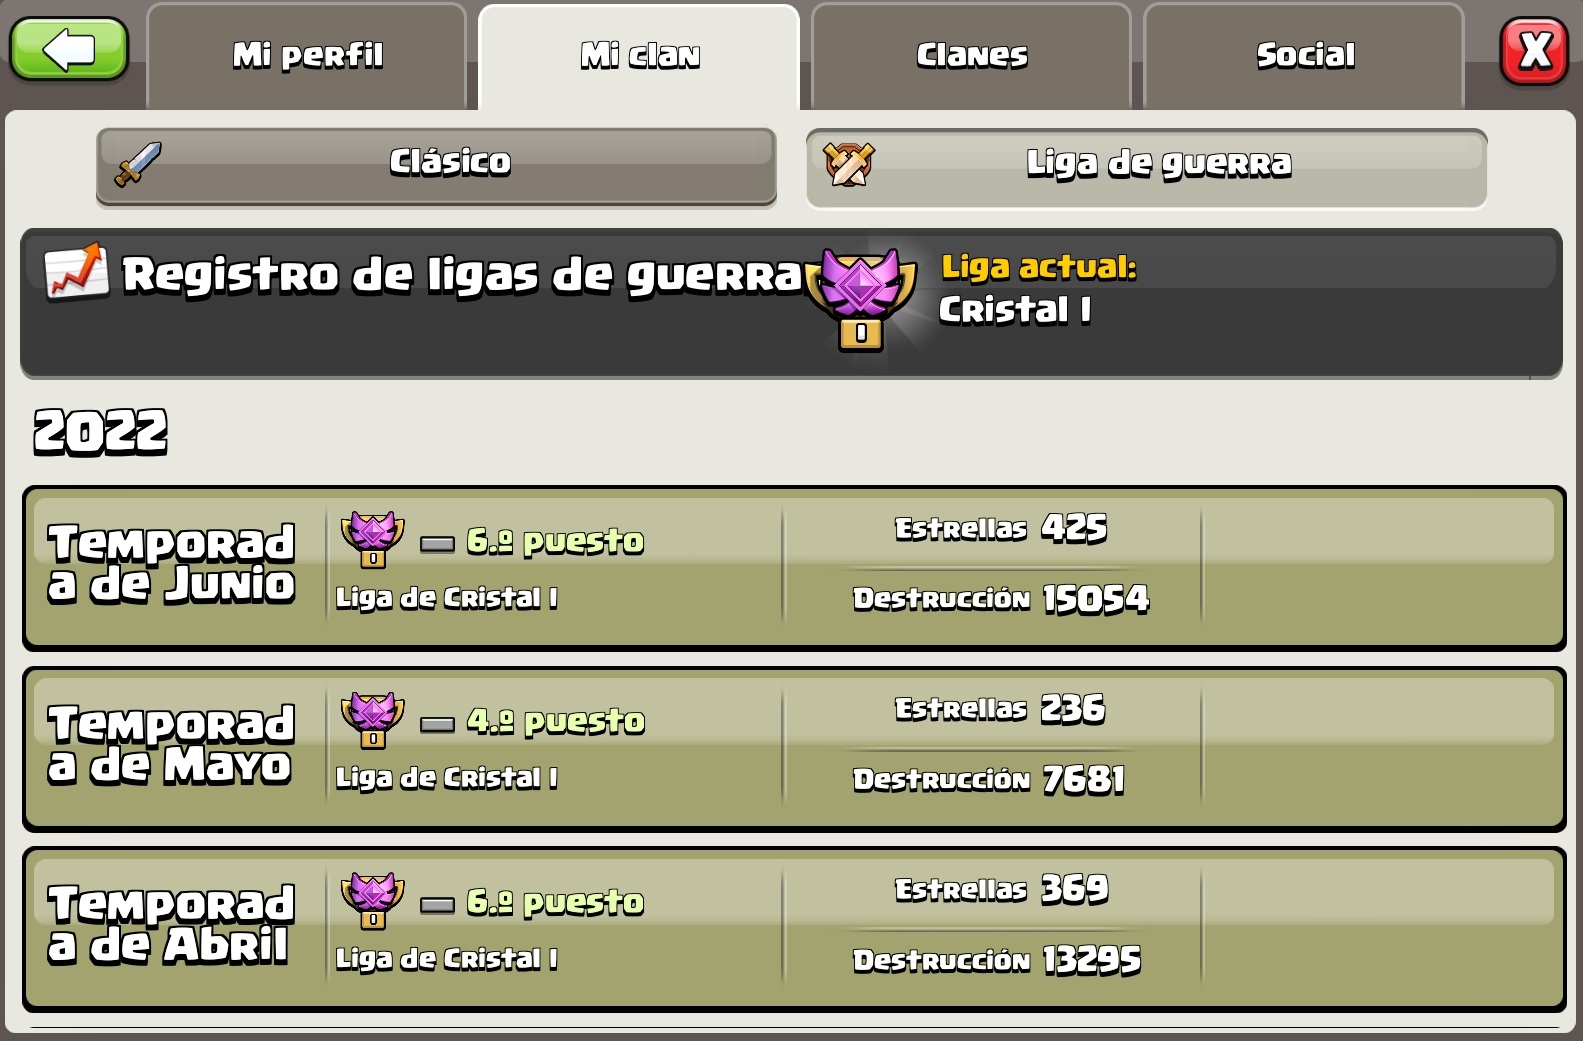 Mi perfil
Mi clan
Clanes
Social
X
Clásico
Liga de guerra
Registro de ligas de guerra
Liga actual:
Cristal I
I
2022
Temporad
a de Junio
I
6.º puesto
Liga de Cristal I
Estrellas 425
Destrucción 15054
Temporad
a de Mayo
I
4.º puesto
Liga de Cristal I
Estrellas 236
Destrucción 7681
Temporad
a de Abril
I
6.º puesto
Liga de Cristal I
Estrellas 369
Destrucción 13295